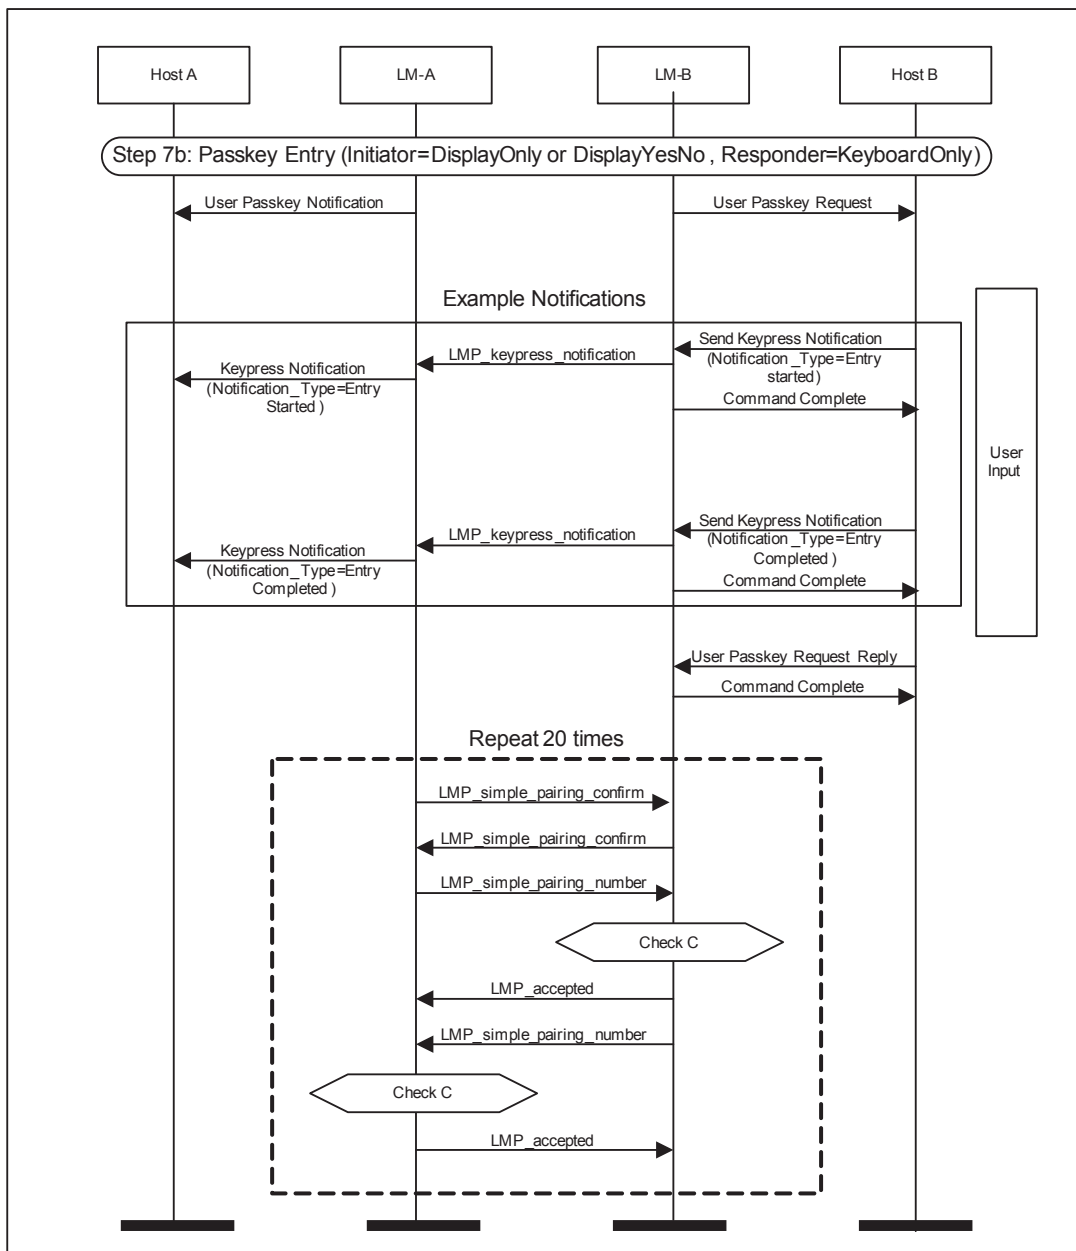 Host A
LM-A
LM-B
Host B
Step 7b: Passkey Entry (Initiator=DisplayOnly or DisplayYesNo, Responder=KeyboardOnly)
User Passkey Notification
User Passkey Request
Example Notifications
Send Keypress Notification
(Notification_Type=Entry
started)
LMP_keypress_notification
Keypress Notification
(Notification_Type=Entry
Started)
Command Complete
User
Input
Send Keypress Notification
(Notification_Type=Entry
Completed)
LMP_keypress_notification
Keypress Notification
(Notification_Type=Entry
Completed)
Command Complete
User Passkey Request Reply
Command Complete
Repeat 20 times
LMP_simple_pairing_confirm
LMP_simple_pairing_confirm
LMP_simple_pairing_number
Check C
LMP_accepted
LMP_simple_pairing_number
Check C
LMP_accepted